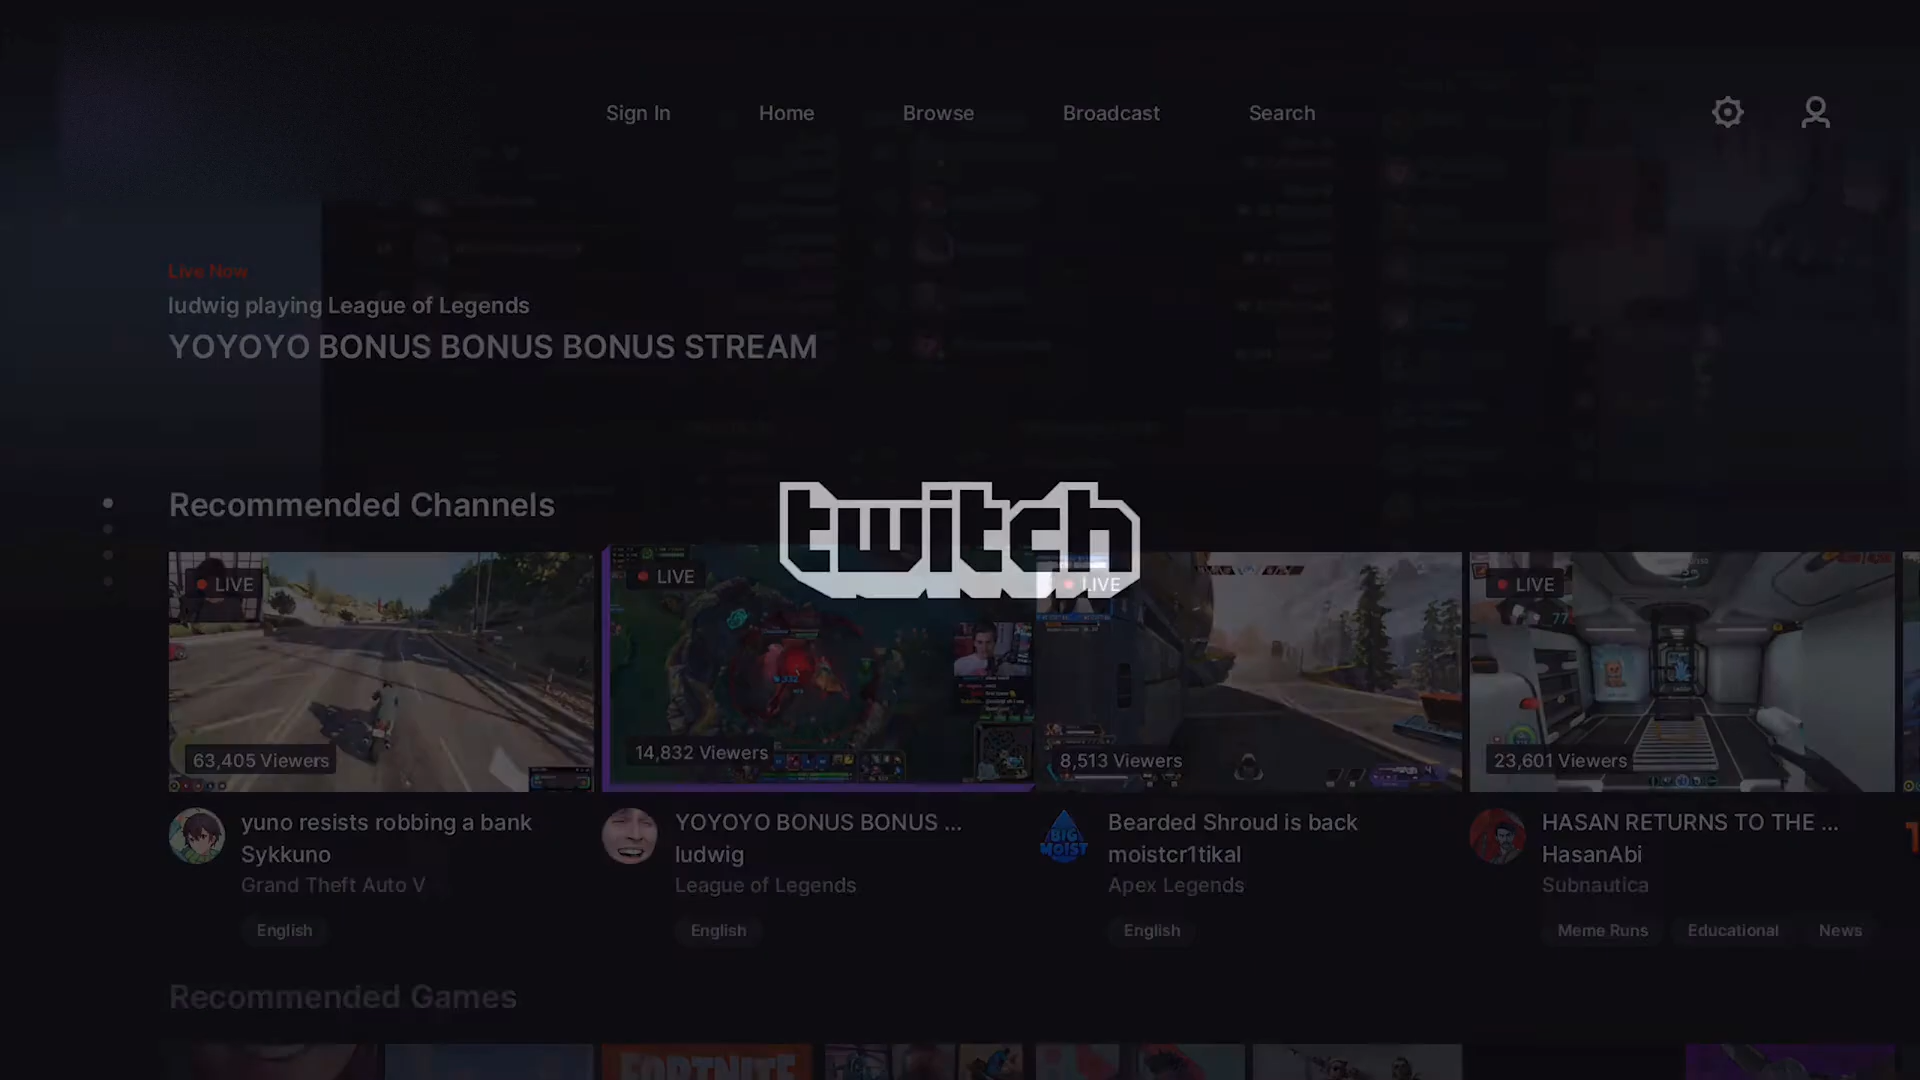 Sign In
Home
Browse
Broadcast
Search
Live Now
ludwig playing League of Legends
YOYOYO BONUS BONUS BONUS STREAM
Recommended Channels
twitch
LIVE
LIVE
LIVE
LIVE
63,405 Viewers
14,832 Viewers
8,513 Viewers
23,601 Viewers
yuno resists robbing a bank
Sykkuno
Grand Theft Auto V
English
YOYOYO BONUS BONUS ...
ludwig
League of Legends
English
BIG
MOIST
Bearded Shroud is back
moistcr1tikal
Apex Legends
English
HASAN RETURNS TO THE ...
HasanAbi
Subnautica
Meme Runs
Educational
News
Recommended Games
FORTNITE